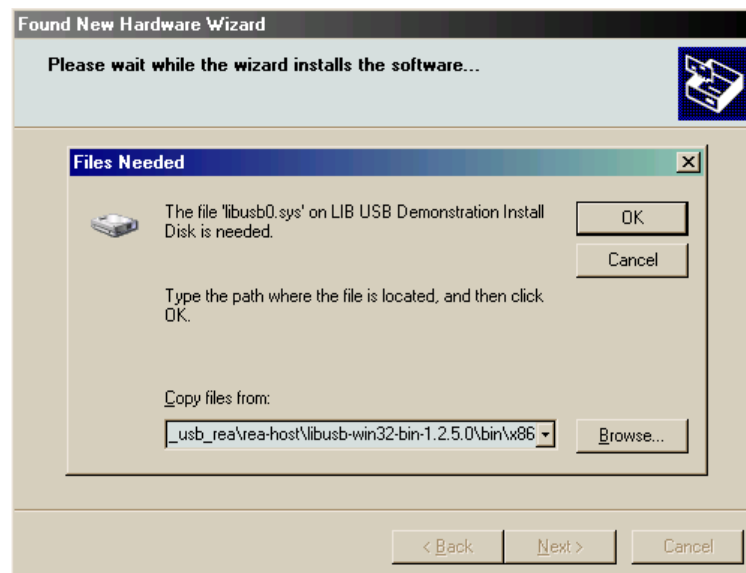 Found New Hardware Wizard
Please wait while the wizard installs the software...
Files Needed
The file 'libusb0.sys' on LIB USB Demonstration Install
Disk is needed.
OK
Cancel
Type the path where the file is located, and then click
OK.
Copy files from:
_usb_rea\rea-host\libusb-win32-bin-1.2.5.0\bin\x86
Browse...
< Back
Next >
Cancel